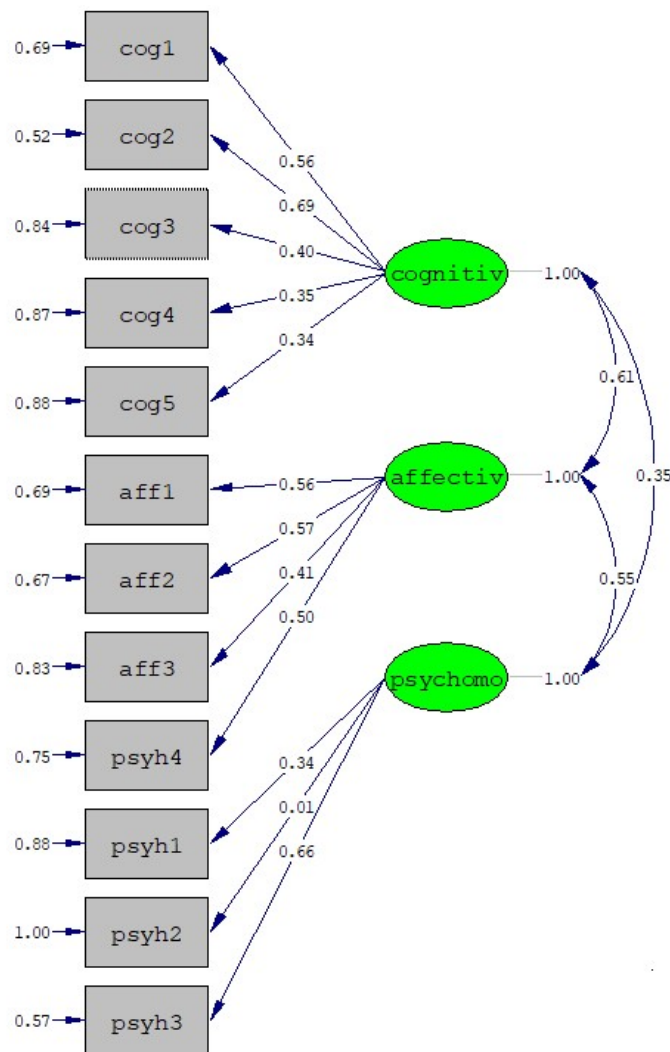 0.69 cog1
0.56
0.52 cog2
0.69
0.84 cog3
0.40
cognitiv 1.00
0.87 cog4
0.35
0.34
0.88 cog5
0.61
0.69 aff1
0.56
affectiv 1.00
0.35
0.57
0.67 aff2
0.41
0.55
0.50
0.83 aff3
psychomo 1.00
0.75 psyh4
0.34
0.01
0.88 psyh1
0.66
1.00 psyh2
0.57 psyh3